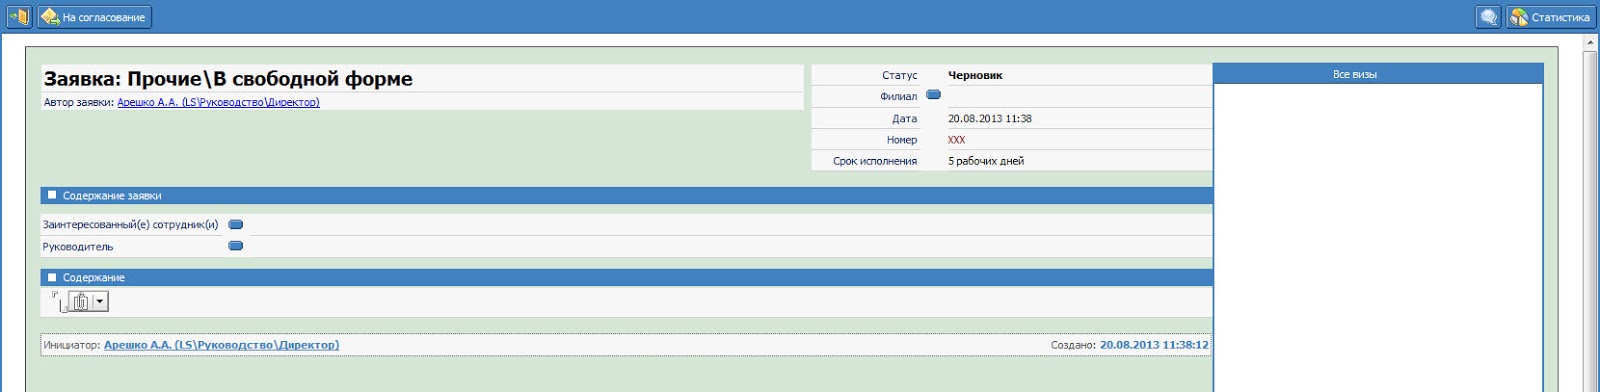 На согласование
Статистика
Заявка: Прочие\В свободной форме
Автор заявки: Арешко А.А. (LS\Руководство\Директор)
Статус Черновик
Филиал
Дата 20.08.2013 11:38
Номер XXX
Срок исполнения 5 рабочих дней
Все визы
Содержание заявки
Заинтересованный(е) сотрудник(и)
Руководитель
Содержание
Инициатор: Арешко А.А. (LS\Руководство\Директор) Создано: 20.08.2013 11:38:12